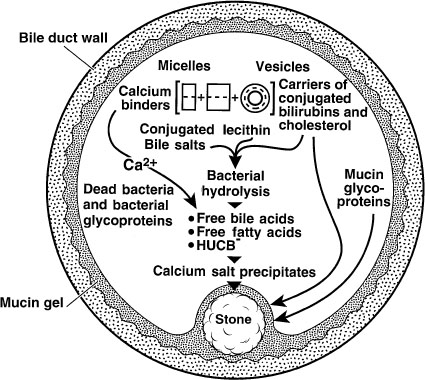 Bile duct wall
Micelles
Vesicles
Calcium
binders
[ + + ]
Carriers of
conjugated
bilirubins and
cholesterol
Conjugated lecithin
Bile salts
Ca2+
Bacterial
hydrolysis
Mucin
glyco-
proteins
Dead bacteria
and bacterial
glycoproteins
• Free bile acids
• Free fatty acids
• HUCB-
Calcium salt precipitates
Mucin gel
Stone